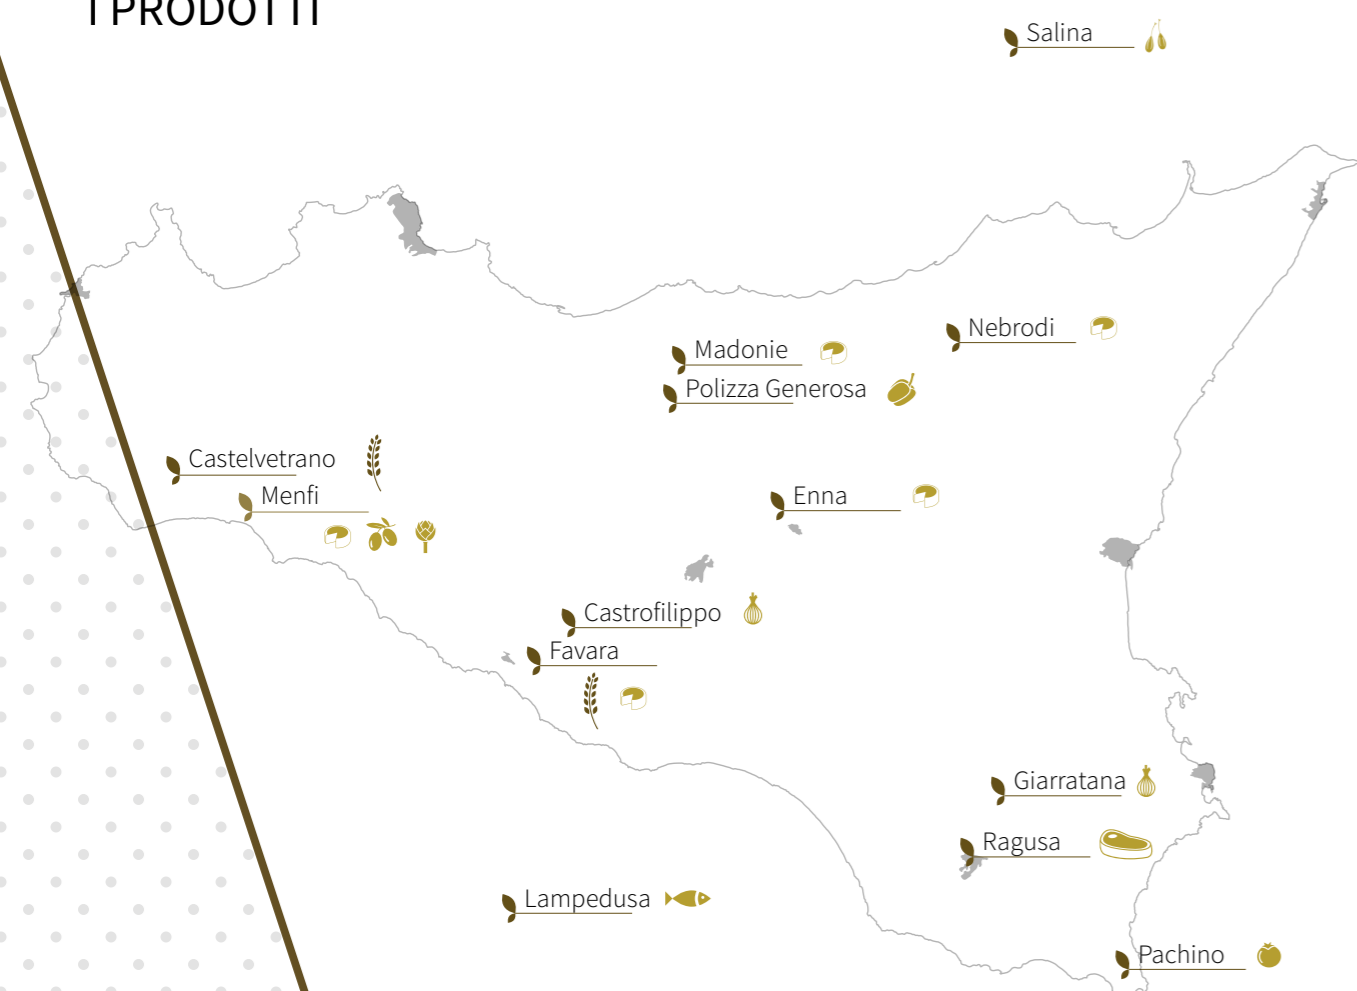 I PRODOTTI
Salina
Nebrodi
Madonie
Polizza Generosa
Castelvetrano
Menfi
Enna
Castrofilippo
Favara
Giarratana
Ragusa
Lampedusa
Pachino